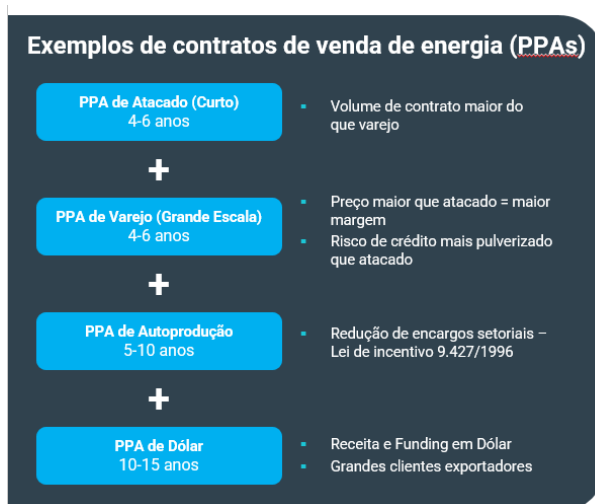 Exemplos de contratos de venda de energia (PPAs)
PPA de Atacado (Curto)
4-6 anos
▪ Volume de contrato maior do
que varejo
+
PPA de Varejo (Grande Escala)
4-6 anos
▪ Preço maior que atacado = maior
margem
▪ Risco de crédito mais pulverizado
que atacado
+
PPA de Autoprodução
5-10 anos
▪ Redução de encargos setoriais –
Lei de incentivo 9.427/1996
+
PPA de Dólar
10-15 anos
▪ Receita e Funding em Dólar
▪ Grandes clientes exportadores